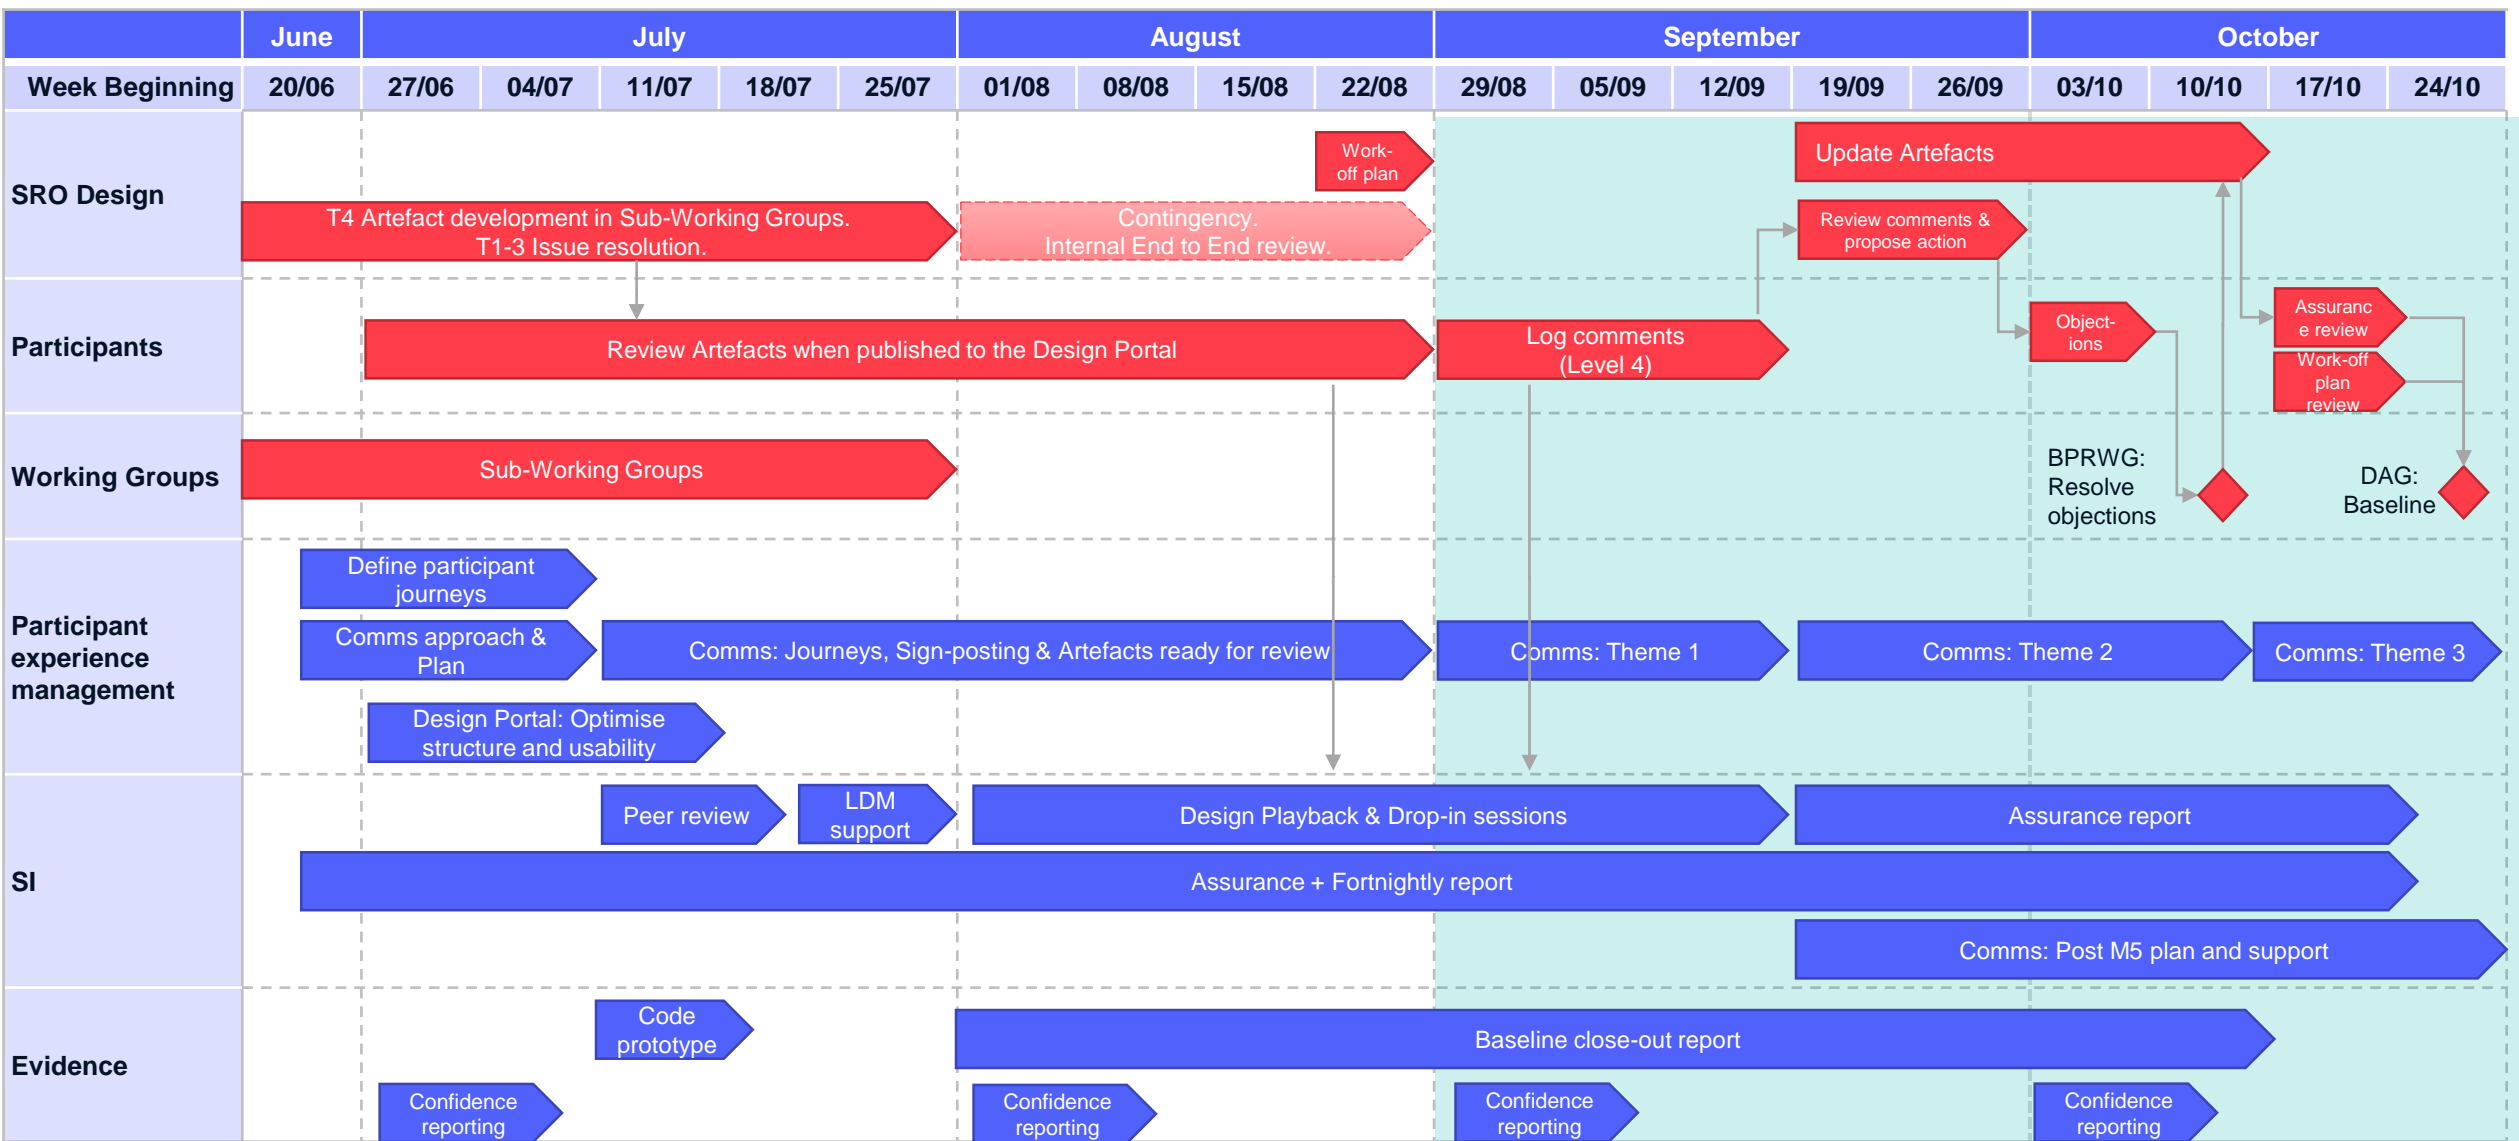 June
July
August
September
October
Week Beginning
20/06
27/06
04/07
11/07
18/07
25/07
01/08
08/08
15/08
22/08
29/08
05/09
12/09
19/09
26/09
03/10
10/10
17/10
24/10
SRO Design
Work-
off plan
Update Artefacts
T4 Artefact development in Sub-Working Groups.
T1-3 Issue resolution.
Contingency.
Internal End to End review.
Review comments &
propose action
Participants
Review Artefacts when published to the Design Portal
Log comments
(Level 4)
Object-
ions
Assuranc
e review
Work-off
plan
review
Working Groups
Sub-Working Groups
BPRWG:
Resolve
objections
DAG:
Baseline
Participant
experience
management
Define participant
journeys
Comms approach &
Plan
Comms: Journeys, Sign-posting & Artefacts ready for review
Comms: Theme 1
Comms: Theme 2
Comms: Theme 3
Design Portal: Optimise
structure and usability
SI
Peer review
LDM
support
Design Playback & Drop-in sessions
Assurance report
Assurance + Fortnightly report
Comms: Post M5 plan and support
Evidence
Code
prototype
Baseline close-out report
Confidence
reporting
Confidence
reporting
Confidence
reporting
Confidence
reporting